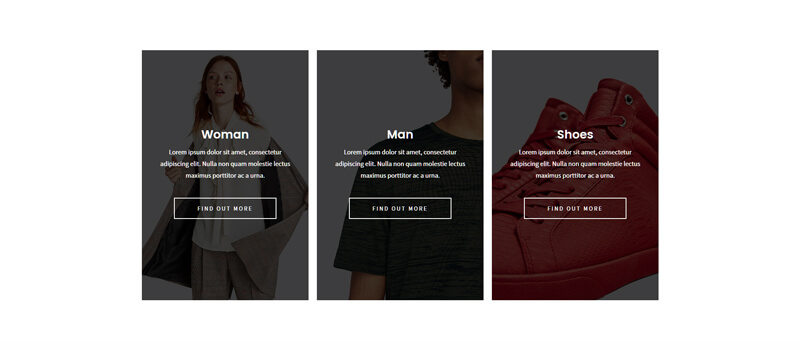 Woman
Lorem ipsum dolor sit amet, consectetur
adipiscing elit. Nulla non quam molestie lectus
maximus porttitor ac a urna.
FIND OUT MORE
Man
Lorem ipsum dolor sit amet, consectetur
adipiscing elit. Nulla non quam molestie lectus
maximus porttitor ac a urna.
FIND OUT MORE
Shoes
Lorem ipsum dolor sit amet, consectetur
adipiscing elit. Nulla non quam molestie lectus
maximus porttitor ac a urna.
FIND OUT MORE